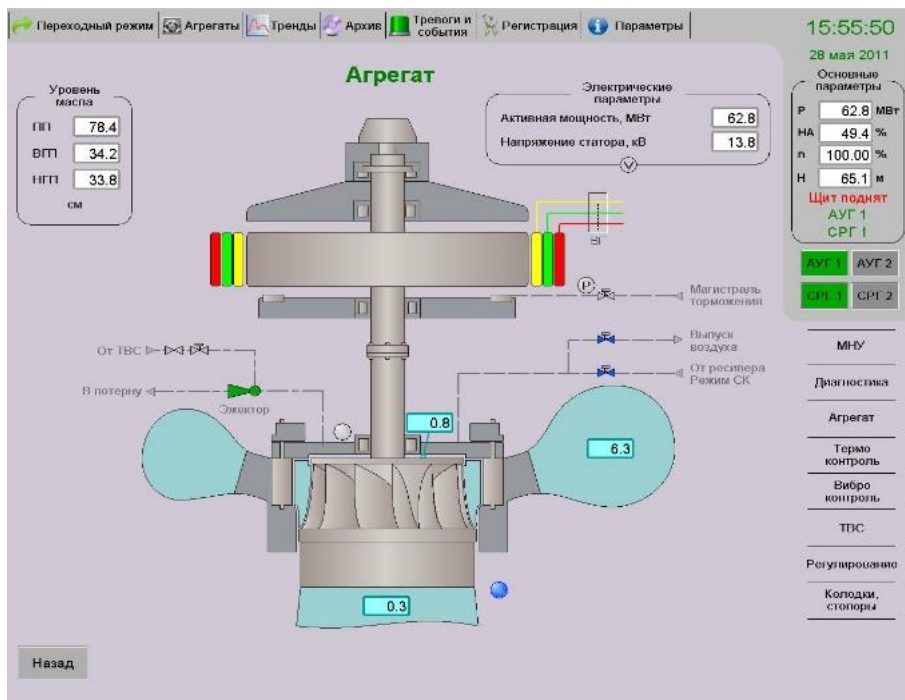 Переходный режим
Агрегаты
Тренды
Архив
Тревоги и
события
Регистрация
Параметры
15:55:50
28 мая 2011
Основные
параметры
P 62.8 МВт
НА 49.4 %
n 100.00 %
H 65.1 м
Щит поднят
АУГ 1
СРГ 1
АУГ 1 АУГ 2
СРГ 1 СРГ 2
Агрегат
Уровень
масла
ПП 78.4
ВГП 34.2
НГП 33.8
см
Электрические
параметры
Активная мощность, МВт 62.8
Напряжение статора, кВ 13.8
ВГ
P
Магистраль
торможения
От ТВС
Выпуск
воздуха
В потерну
От ресивера
Режим СК
Эжектор
0.8
6.3
0.3
МНУ
Диагностика
Агрегат
Термо
контроль
Вибро
контроль
ТВС
Регулирование
Колодки,
стопоры
Назад